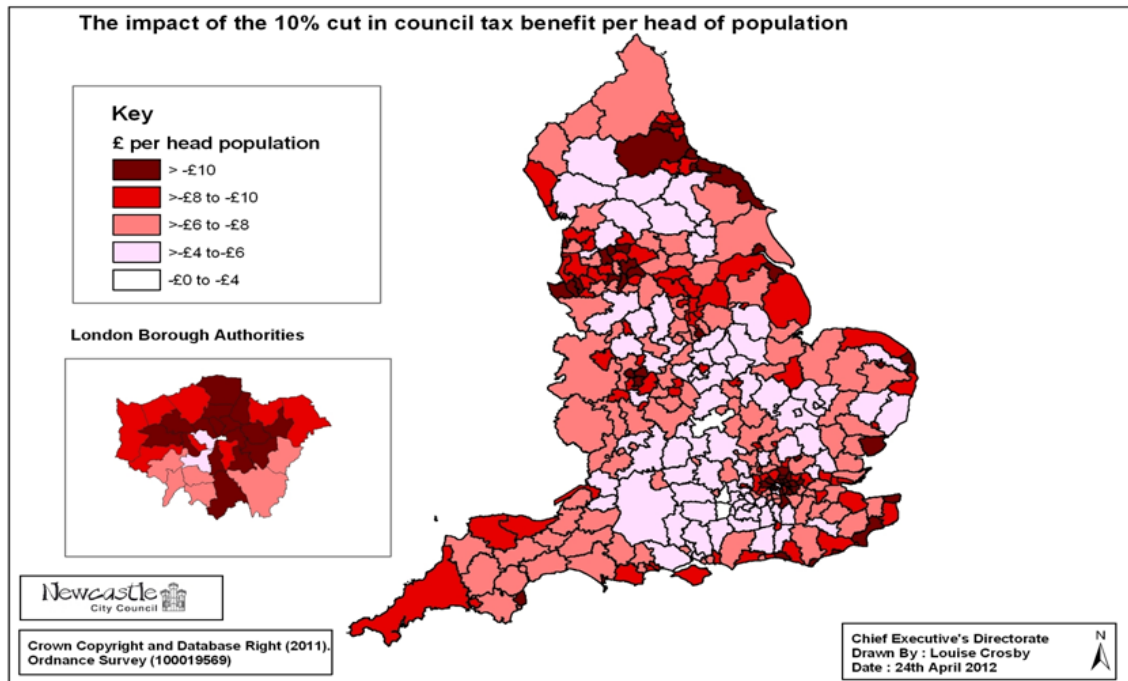 The impact of the 10% cut in council tax benefit per head of population
Key
£ per head population
> -£10
>-£8 to -£10
>-£6 to -£8
>-£4 to-£6
-£0 to -£4
London Borough Authorities
Newcastle
City Council
Crown Copyright and Database Right (2011).
Ordnance Survey (100019569)
Chief Executive's Directorate
Drawn By : Louise Crosby
Date : 24th April 2012
N